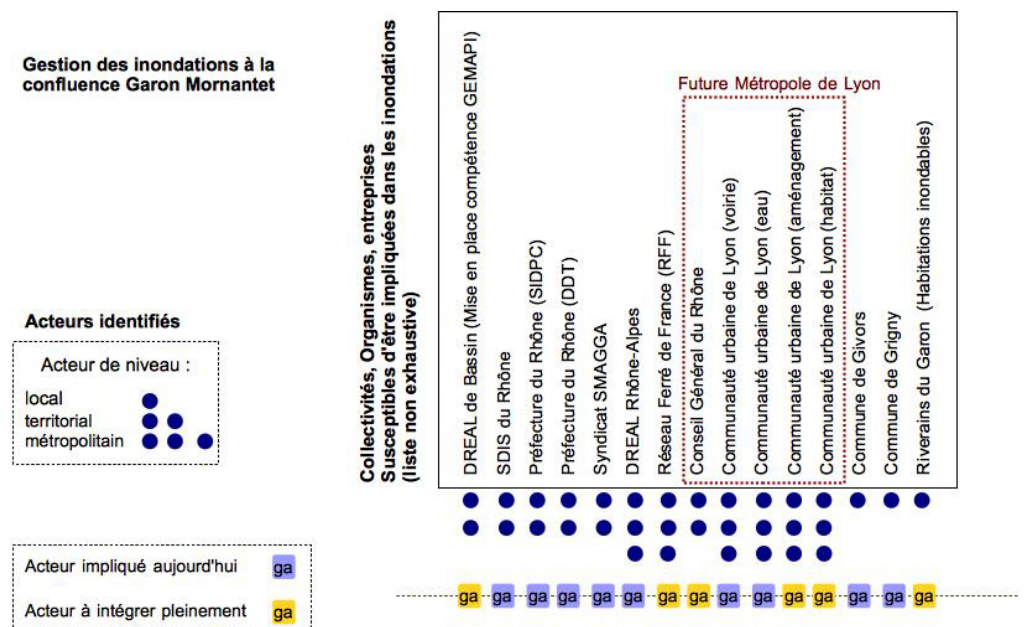 Gestion des inondations à la
confluence Garon Mornantet
Collectivités, Organismes, entreprises
Susceptibles d'être impliquées dans les inondations
(liste non exhaustive)
Future Métropole de Lyon
DREAL de Bassin (Mise en place compétence GEMAPI)
SDIS du Rhône
Préfecture du Rhône (SIDPC)
Préfecture du Rhône (DDT)
Syndicat SMAGGA
DREAL Rhône-Alpes
Réseau Ferré de France (RFF)
Conseil Général du Rhône
Communauté urbaine de Lyon (voirie)
Communauté urbaine de Lyon (eau)
Communauté urbaine de Lyon (aménagement)
Communauté urbaine de Lyon (habitat)
Commune de Givors
Commune de Grigny
Riverains du Garon (Habitations inondables)
Acteurs identifiés
Acteur de niveau :
local
territorial
métropolitain
Acteur impliqué aujourd'hui ga
Acteur à intégrer pleinement ga
ga ga ga ga ga ga ga ga ga ga ga ga ga ga ga